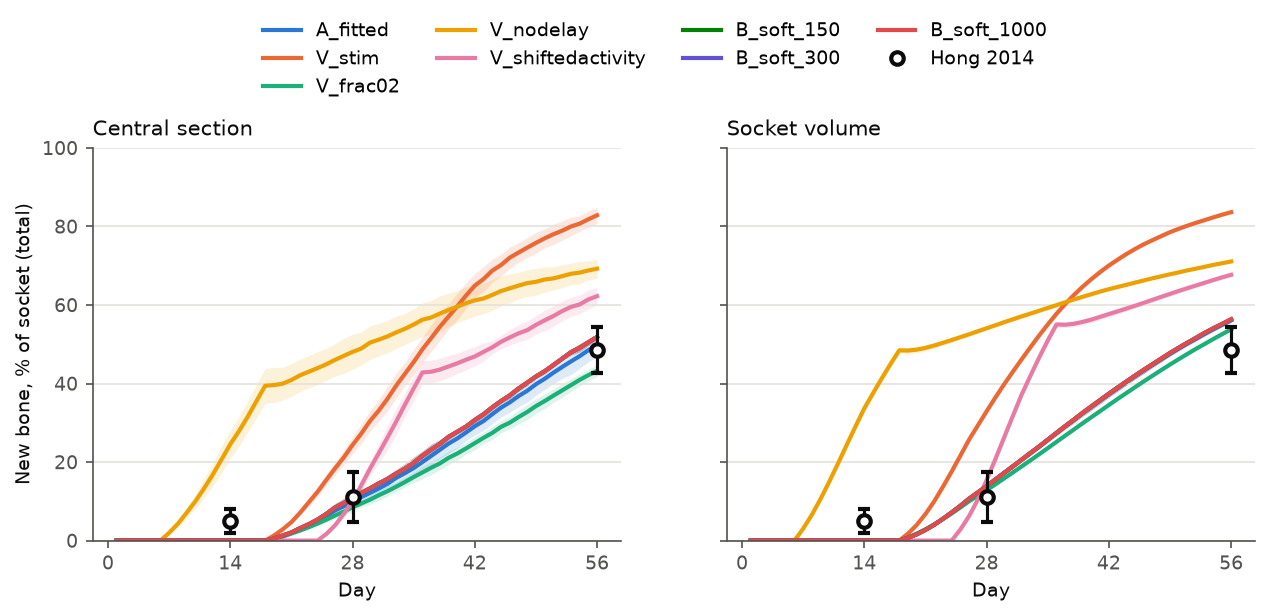 A_fitted
V_stim
V_frac02
V_nodelay
V_shiftedactivity
B_soft_150
B_soft_300
B_soft_1000
Hong 2014
Central section
Socket volume
New bone, % of socket (total)
100
80
60
40
20
0
0 14 28 42 56
0 14 28 42 56
Day
Day